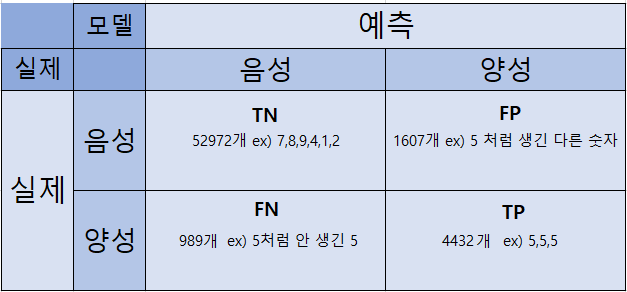 모델 예측
실제 음성 양성
실제
음성
TN
52972개 ex) 7,8,9,4,1,2
FP
1607개 ex) 5 처럼 생긴 다른 숫자
양성
FN
989개 ex) 5처럼 안 생긴 5
TP
4432개 ex) 5,5,5